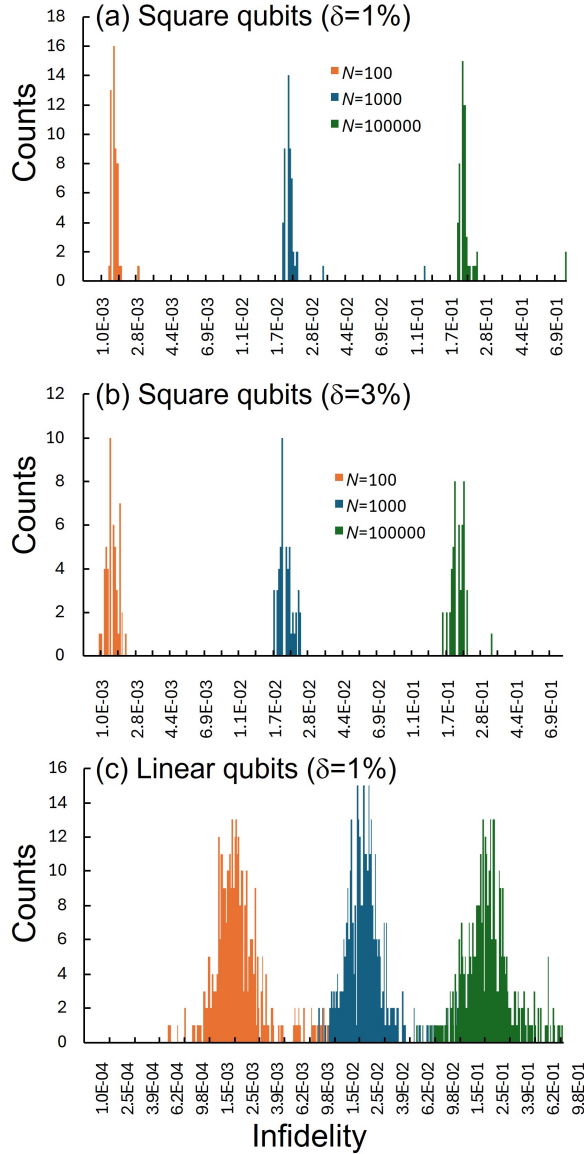 (a) Square qubits (δ=1%)
18
16
14
12
10
8
6
4
2
0
Counts
N=100
N=1000
N=100000
1.0E-03
2.8E-03
4.4E-03
6.9E-03
1.1E-02
1.7E-02
2.8E-02
4.4E-02
6.9E-02
1.1E-01
1.7E-01
2.8E-01
4.4E-01
6.9E-01
(b) Square qubits (δ=3%)
12
10
8
6
4
2
0
Counts
N=100
N=1000
N=100000
1.0E-03
2.8E-03
4.4E-03
6.9E-03
1.1E-02
1.7E-02
2.8E-02
4.4E-02
6.9E-02
1.1E-01
1.7E-01
2.8E-01
4.4E-01
6.9E-01
(c) Linear qubits (δ=1%)
16
14
12
10
8
6
4
2
0
Counts
1.0E-04
2.5E-04
3.9E-04
6.2E-04
9.8E-04
1.5E-03
2.5E-03
3.9E-03
6.2E-03
9.8E-03
1.5E-02
2.5E-02
3.9E-02
6.2E-02
9.8E-02
1.5E-01
2.5E-01
3.9E-01
6.2E-01
9.8E-01
Infidelity